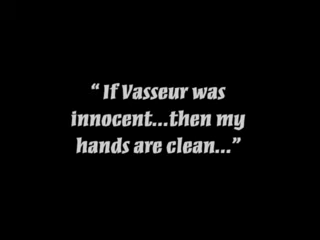 “ If Vasseur was
innocent...then my
hands are clean...”